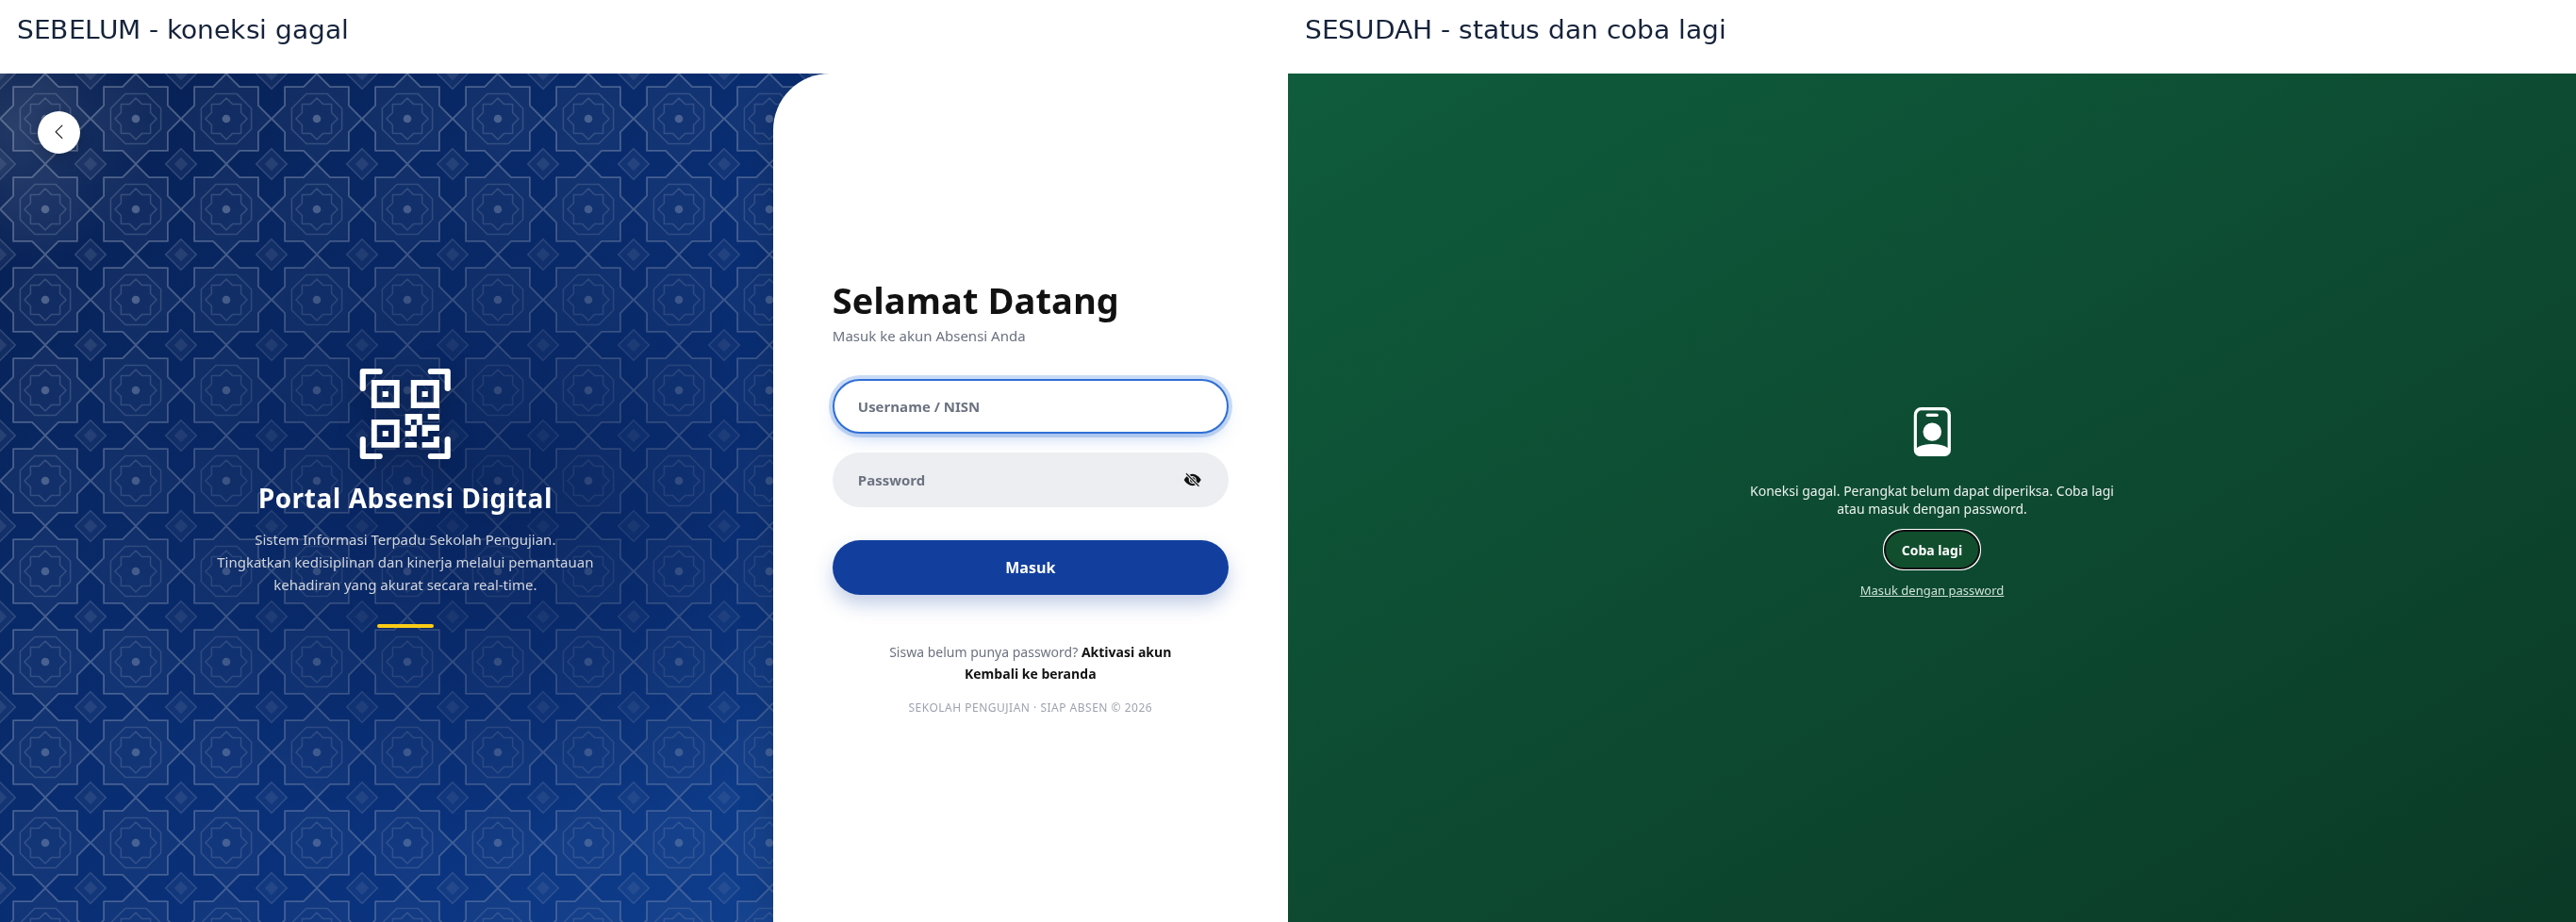 SEBELUM - koneksi gagal
Portal Absensi Digital
Sistem Informasi Terpadu Sekolah Pengujian.
Tingkatkan kedisiplinan dan kinerja melalui pemantauan
kehadiran yang akurat secara real-time.
Selamat Datang
Masuk ke akun Absensi Anda
Username / NISN
Password
Masuk
Siswa belum punya password? Aktivasi akun
Kembali ke beranda
SEKOLAH PENGUJIAN · SIAP ABSEN © 2026
SESUDAH - status dan coba lagi
Koneksi gagal. Perangkat belum dapat diperiksa. Coba lagi
atau masuk dengan password.
Coba lagi
Masuk dengan password